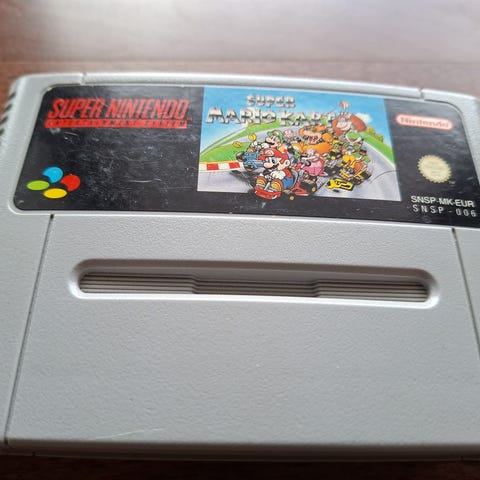 SUPER NINTENDO
ENTERTAINMENT SYSTEM
SUPER
MARIO KART
Nintendo
SNSP-MK-EUR
SNSP-006